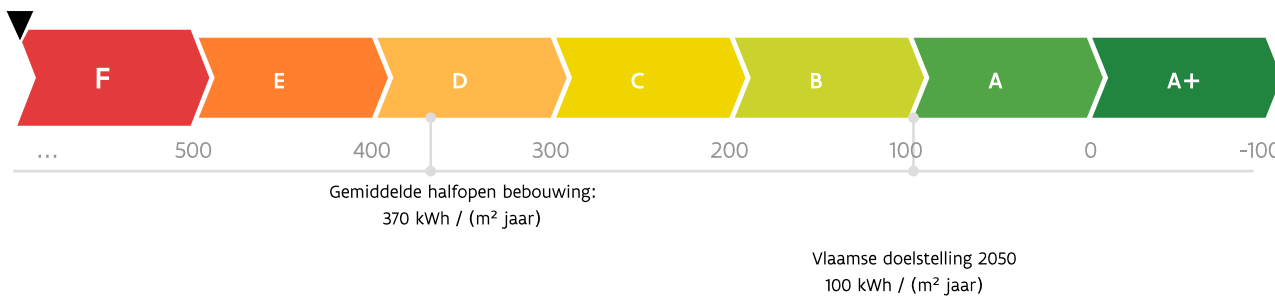 F E D C B A A+
... 500 400 300 200 100 0 -100
Gemiddelde halfopen bebouwing:
370 kWh / (m² jaar)
Vlaamse doelstelling 2050
100 kWh / (m² jaar)